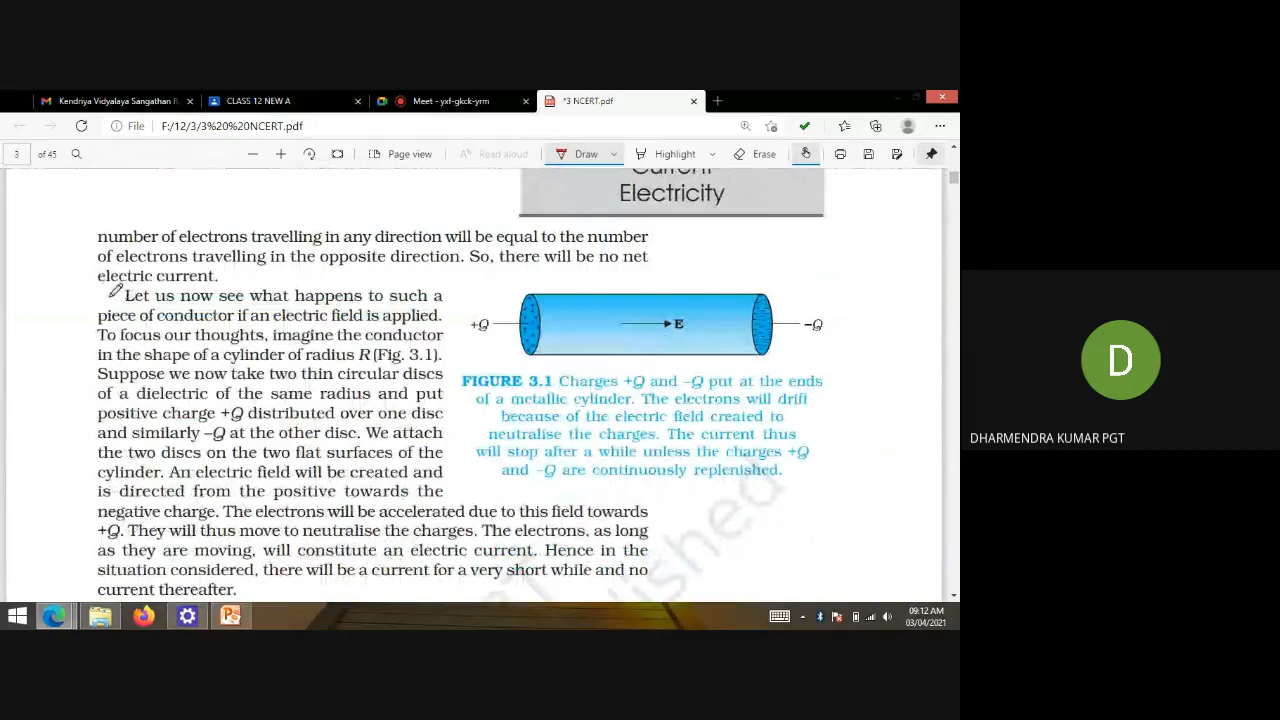 Kendriya Vidyalaya Sangathan R
CLASS 12 NEW A
Meet - yxf-gkck-yrm
*3 NCERT.pdf
File
F:/12/3/3%20%20NCERT.pdf
3
of 45
Page view
Read aloud
Draw
Highlight
Erase
Current
Electricity
number of electrons travelling in any direction will be equal to the number
of electrons travelling in the opposite direction. So, there will be no net
electric current.
Let us now see what happens to such a
piece of conductor if an electric field is applied.
To focus our thoughts, imagine the conductor
in the shape of a cylinder of radius R (Fig. 3.1).
Suppose we now take two thin circular discs
of a dielectric of the same radius and put
positive charge +Q distributed over one disc
and similarly –Q at the other disc. We attach
the two discs on the two flat surfaces of the
cylinder. An electric field will be created and
is directed from the positive towards the
negative charge. The electrons will be accelerated due to this field towards
+Q. They will thus move to neutralise the charges. The electrons, as long
as they are moving, will constitute an electric current. Hence in the
situation considered, there will be a current for a very short while and no
current thereafter.
+Q
E
–Q
FIGURE 3.1 Charges +Q and –Q put at the ends
of a metallic cylinder. The electrons will drift
because of the electric field created to
neutralise the charges. The current thus
will stop after a while unless the charges +Q
and –Q are continuously replenished.
D
DHARMENDRA KUMAR PGT
09:12 AM
03/04/2021